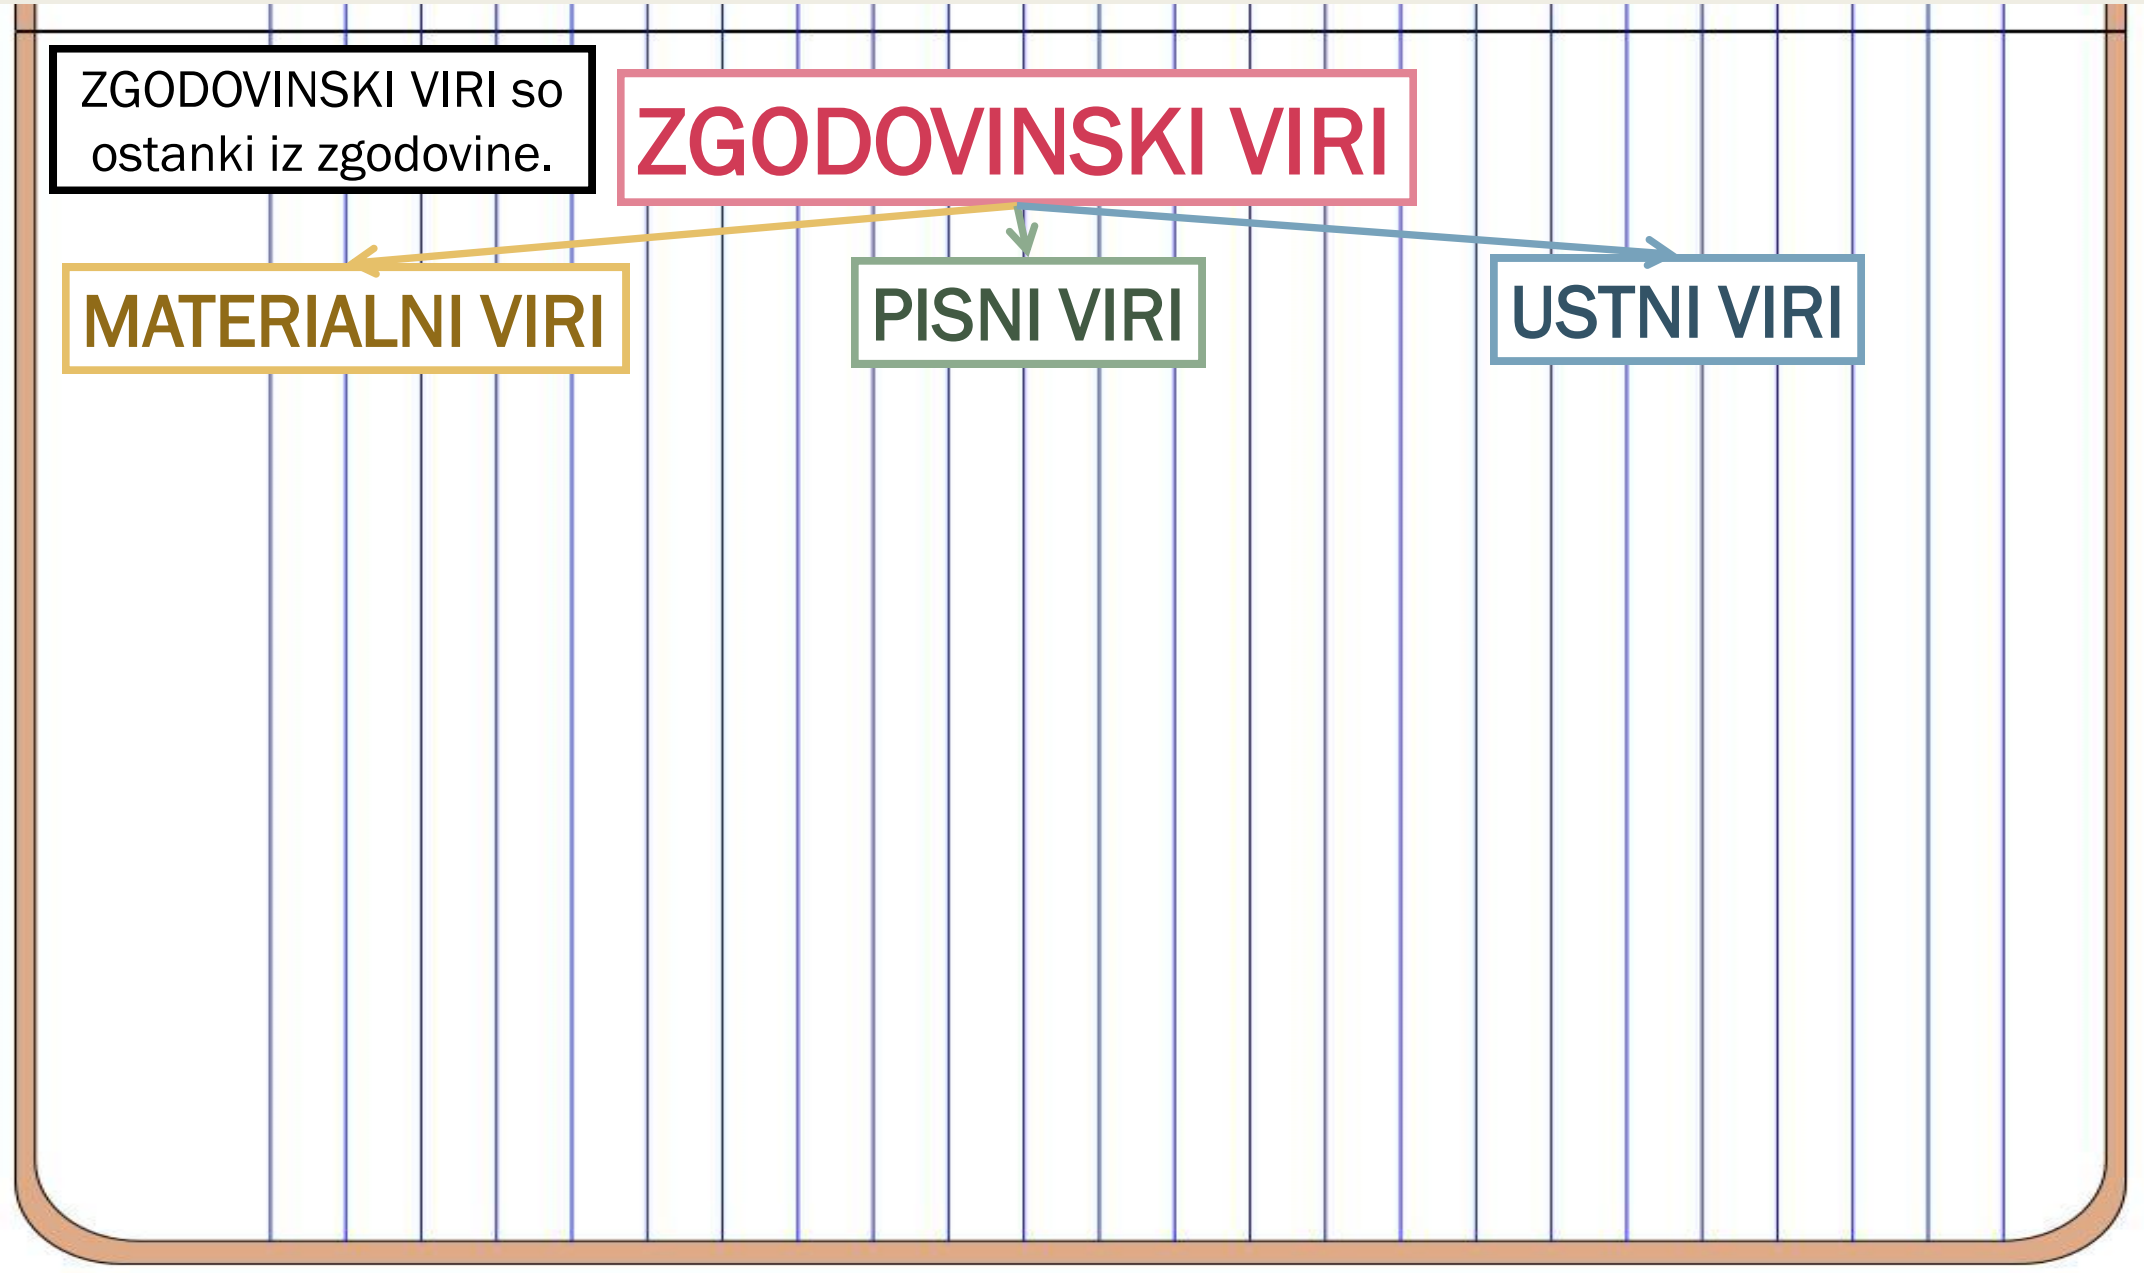 ZGODOVINSKI VIRI so
ostanki iz zgodovine.
ZGODOVINSKI VIRI
MATERIALNI VIRI
PISNI VIRI
USTNI VIRI